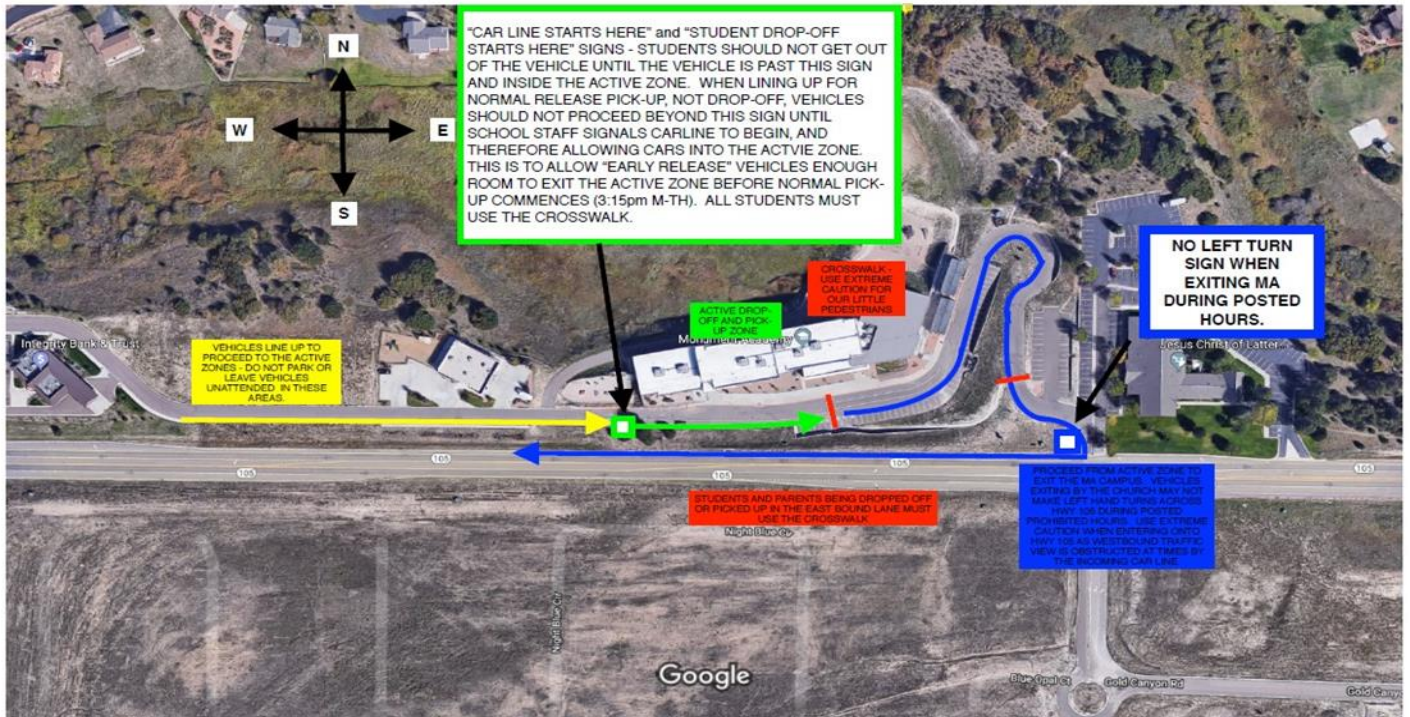 "CAR LINE STARTS HERE" and "STUDENT DROP-OFF
STARTS HERE" SIGNS - STUDENTS SHOULD NOT GET OUT
OF THE VEHICLE UNTIL THE VEHICLE IS PAST THIS SIGN
AND INSIDE THE ACTIVE ZONE. WHEN LINING UP FOR
NORMAL RELEASE PICK-UP, NOT DROP-OFF, VEHICLES
SHOULD NOT PROCEED BEYOND THIS SIGN UNTIL
SCHOOL STAFF SIGNALS CARLINE TO BEGIN, AND
THEREFORE ALLOWING CARS INTO THE ACTVIE ZONE.
THIS IS TO ALLOW "EARLY RELEASE" VEHICLES ENOUGH
ROOM TO EXIT THE ACTIVE ZONE BEFORE NORMAL PICK-
UP COMMENCES (3:15pm M-TH). ALL STUDENTS MUST
USE THE CROSSWALK.
N
W
E
S
NO LEFT TURN
SIGN WHEN
EXITING MA
DURING POSTED
HOURS.
CROSSWALK -
USE EXTREME
CAUTION FOR
OUR LITTLE
PEDESTRIANS
ACTIVE DROP-
OFF AND PICK-
UP ZONE
Integrity Bank & Trust
VEHICLES LINE UP TO
PROCEED TO THE ACTIVE
ZONES - DO NOT PARK OR
LEAVE VEHICLES
UNATTENDED IN THESE
AREAS.
Jesus Christ of Latter...
105
105
105
105
105
STUDENTS AND PARENTS BEING DROPPED OFF
OR PICKED UP IN THE EAST BOUND LANE MUST
USE THE CROSSWALK
PROCEED FROM ACTIVE ZONE TO
EXIT THE MA CAMPUS. VEHICLES
EXITING BY THE CHURCH MAY NOT
MAKE LEFT HAND TURNS ACROSS
HWY 105 DURING POSTED
PROHIBITED HOURS. USE EXTREME
CAUTION WHEN ENTERING ONTO
HWY 105 AS WESTBOUND TRAFFIC
VIEW IS OBSTRUCTED AT TIMES BY
THE INCOMING CAR LINE
Night Blue Cir
Night Blue Cir
Google
Blue Opal Ct
Gold Canyon Rd
Gold Canyo